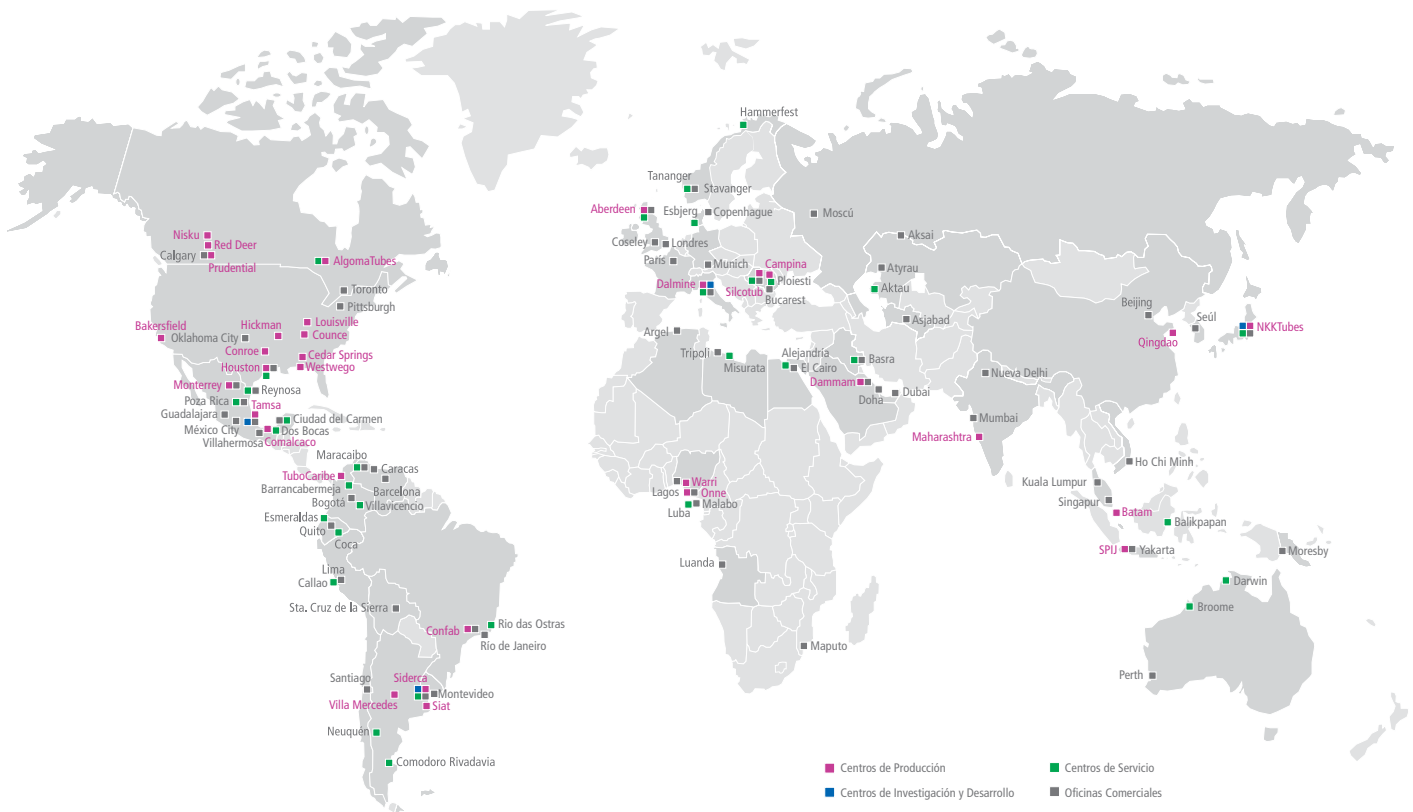 Hammerfest
Tananger
Stavanger
Aberdeen
Esbjerg
Copenhague
Moscú
Coseley
Londres
Aksai
París
Munich
Campina
Atyrau
Dalmine
Silcotub
Ploiesti
Bucarest
Aktau
Nisku
Red Deer
Calgary
Prudential
AlgomaTubes
Toronto
Pittsburgh
Bakersfield
Hickman
Louisville
Oklahoma City
Counce
Conroe
Cedar Springs
Houston
Westwego
Monterrey
Reynosa
Poza Rica
Tamsa
Guadalajara
Ciudad del Carmen
México City
Dos Bocas
Villahermosa
Comalcaco
Argel
Asjabad
Beijing
Seúl
NKKTubes
Qingdao
Tripoli
Misurata
Alejandría
El Cairo
Basra
Dammam
Doha
Dubai
Nueva Delhi
Mumbai
Maharashtra
Maracaibo
Caracas
TuboCaribe
Barrancabermeja
Barcelona
Bogotá
Villavicencio
Esmeraldas
Quito
Coca
Lima
Callao
Sta. Cruz de la Sierra
Warri
Lagos
Onne
Malabo
Luba
Luanda
Maputo
Ho Chi Minh
Kuala Lumpur
Singapur
Batam
Balikpapan
SPIJ
Yakarta
Moresby
Darwin
Broome
Perth
Confab
Rio das Ostras
Río de Janeiro
Santiago
Siderca
Montevideo
Villa Mercedes
Siat
Neuquén
Comodoro Rivadavia
Centros de Producción
Centros de Servicio
Centros de Investigación y Desarrollo
Oficinas Comerciales